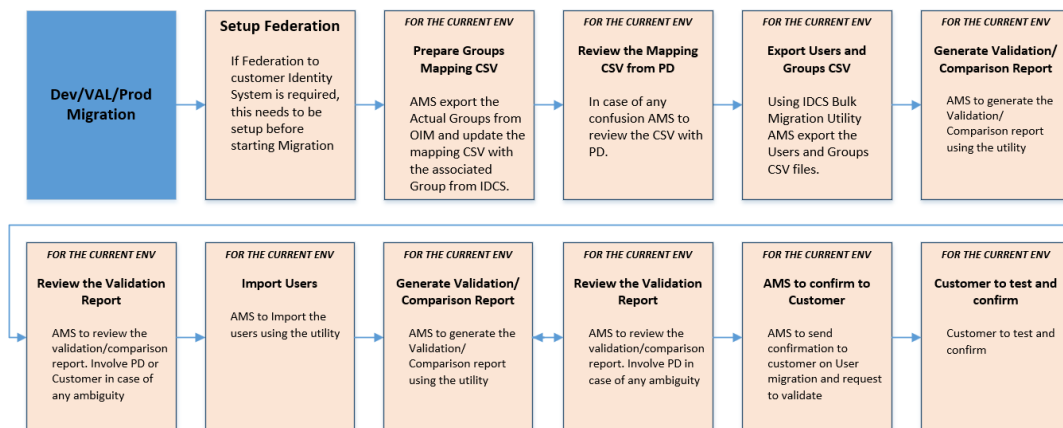 Dev/VAL/Prod
Migration
Setup Federation
If Federation to
customer Identity
System is required,
this needs to be
setup before
starting Migration
FOR THE CURRENT ENV
Prepare Groups
Mapping CSV
AMS export the
Actual Groups from
OIM and update the
mapping CSV with
the associated
Group from IDCS.
FOR THE CURRENT ENV
Review the Mapping
CSV from PD
In case of any
confusion AMS to
review the CSV with
PD.
FOR THE CURRENT ENV
Export Users and
Groups CSV
Using IDCS Bulk
Migration Utility
AMS export the
Users and Groups
CSV files.
FOR THE CURRENT ENV
Generate Validation/
Comparison Report
AMS to generate the
Validation/
Comparison report
using the utility
FOR THE CURRENT ENV
Review the Validation
Report
AMS to review the
validation/comparison
report. Involve PD or
Customer in case of
any ambiguity
FOR THE CURRENT ENV
Import Users
AMS to Import the
users using the utility
FOR THE CURRENT ENV
Generate Validation/
Comparison Report
AMS to generate the
Validation/
Comparison report
using the utility
FOR THE CURRENT ENV
Review the Validation
Report
AMS to review the
validation/comparison
report. Involve PD in
case of any ambiguity
FOR THE CURRENT ENV
AMS to confirm to
Customer
AMS to send
confirmation to
customer on User
migration and request
to validate
FOR THE CURRENT ENV
Customer to test and
confirm
Customer to test and
confirm